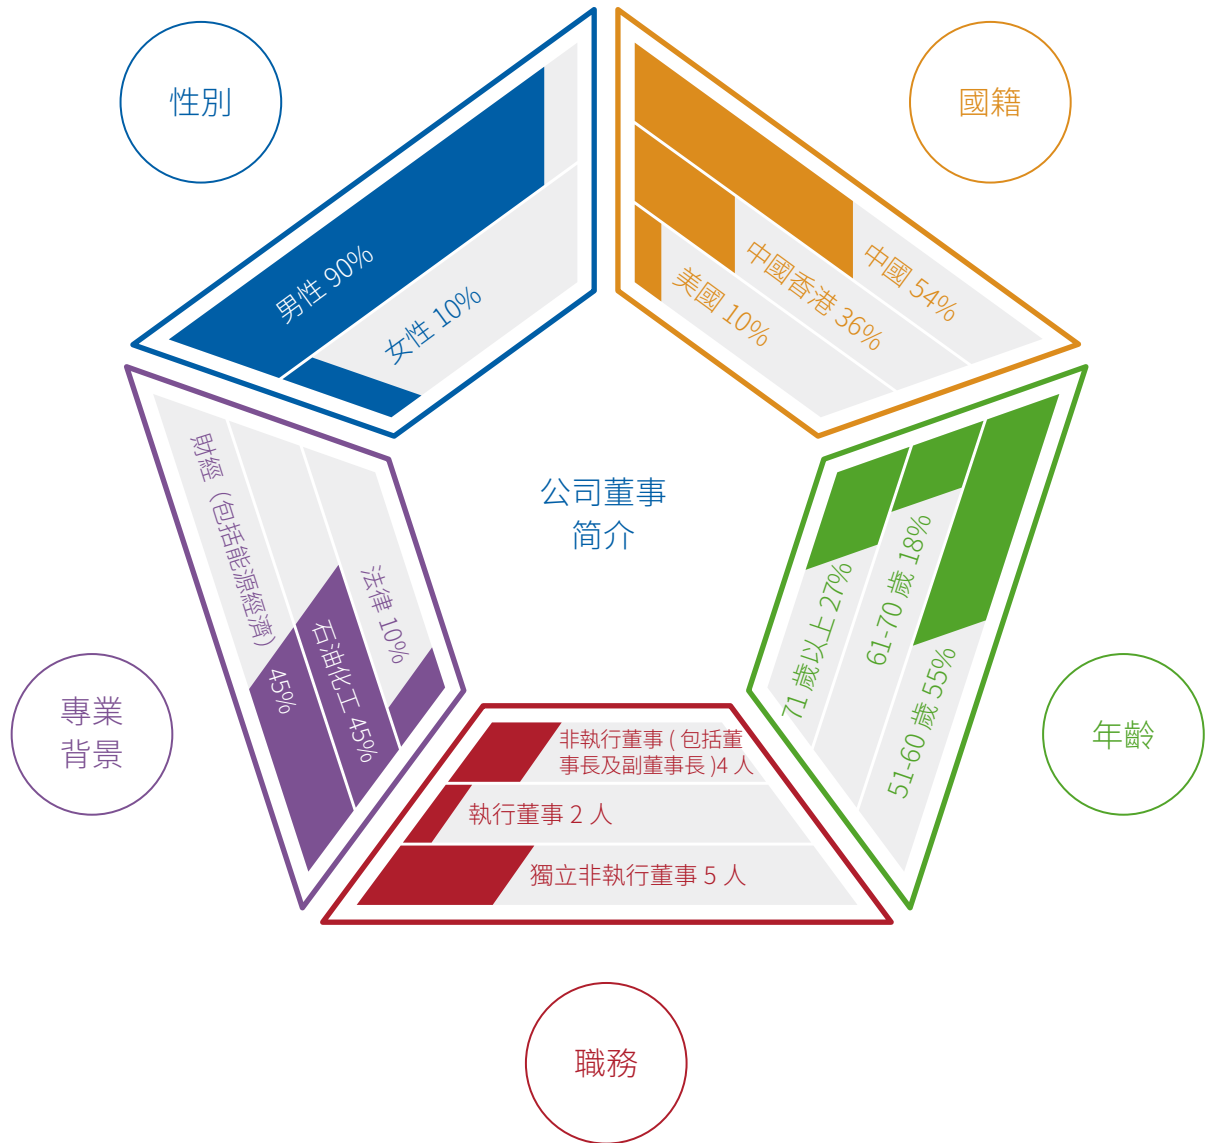 性別
國籍
男性 90%
女性 10%
中國 54%
中國香港 36%
美國 10%
公司董事
简介
財經（包括能源經濟）
45%
石油化工 45%
法律 10%
71 歲以上 27%
61-70 歲 18%
51-60 歲 55%
專業
背景
年齡
非執行董事 ( 包括董
事長及副董事長 )4 人
執行董事 2 人
獨立非執行董事 5 人
職務